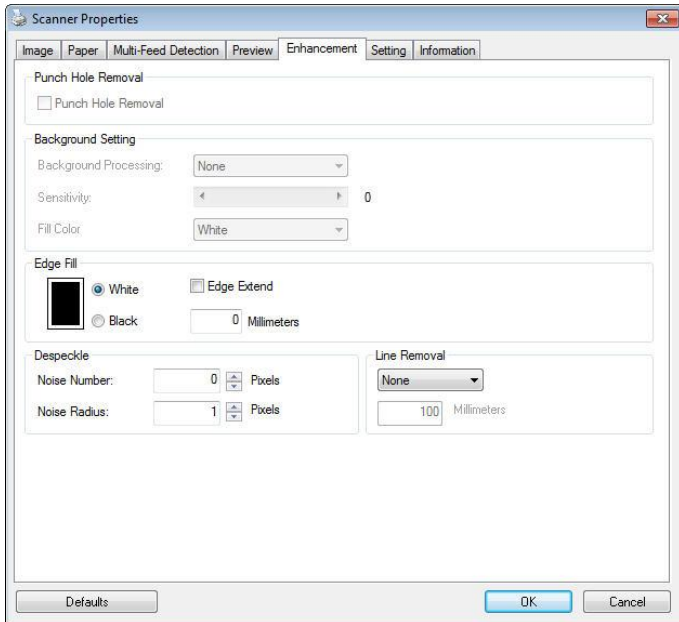 Scanner Properties
Image Paper Multi-Feed Detection Preview Enhancement Setting Information
Punch Hole Removal
Punch Hole Removal
Background Setting
Background Processing: None
Sensitivity: 0
Fill Color White
Edge Fill
White Edge Extend
Black 0 Millimeters
Despeckle Line Removal
Noise Number: 0 Pixels None
Noise Radius: 1 Pixels 100 Millimeters
Defaults OK Cancel